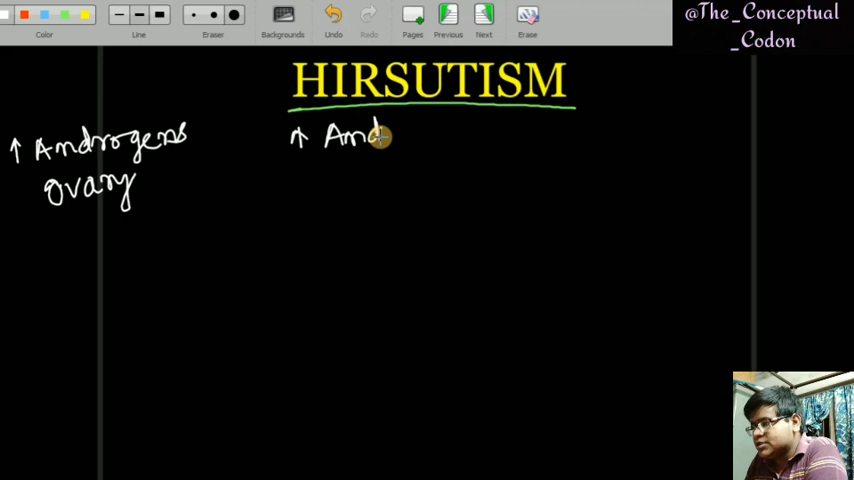 Color
Line
Eraser
Backgrounds
Undo
Redo
Pages
Previous
Next
Erase
@The_Conceptual
_Codon
HIRSUTISM
↑ Androgens
Ovary
↑ And